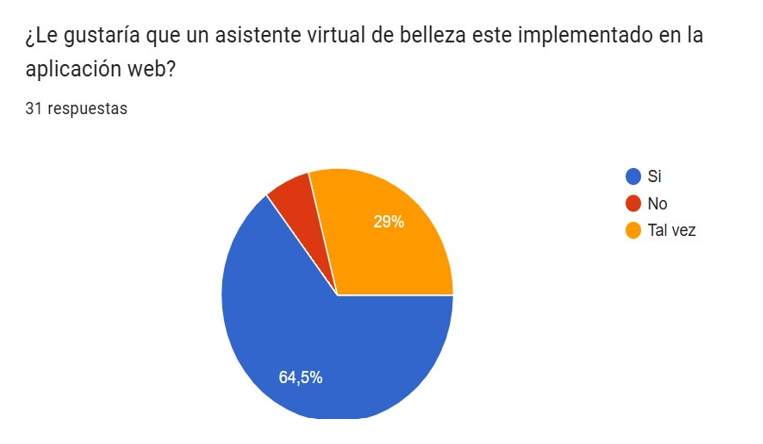 ¿Le gustaría que un asistente virtual de belleza este implementado en la
aplicación web?
31 respuestas
Si
No
Tal vez
29%
64,5%